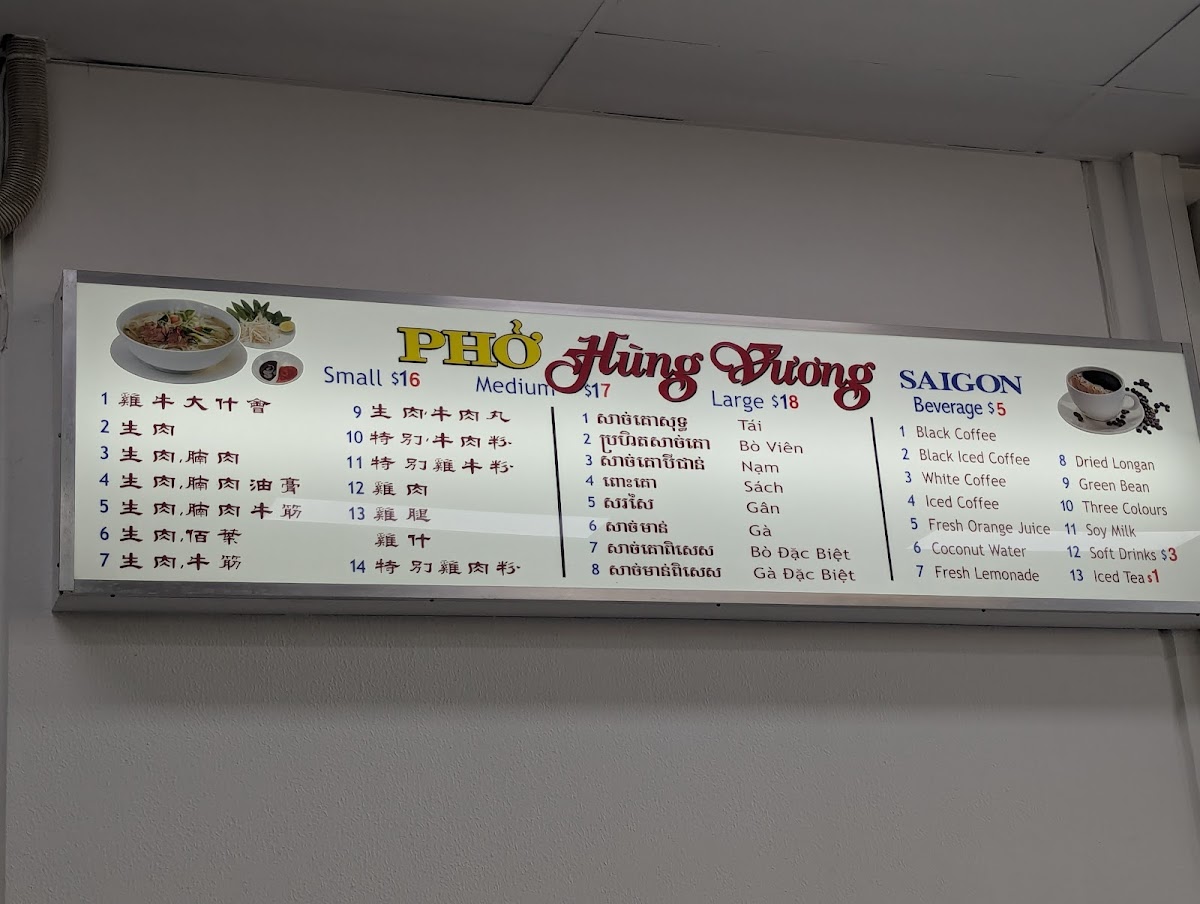 PHỞ Hùng Vương SAIGON
Small $16 Medium $17 Large $18
1 雞牛大什會
2 生肉
3 生肉,腩肉
4 生肉,腩肉油膏
5 生肉,腩肉牛筋
6 生肉,栢葉
7 生肉,牛筋
9 生肉,牛肉丸
10 特別,牛肉粉
11 特別雞牛粉
12 雞肉
13 雞腿
雞什
14 特別雞肉粉
1 សាច់គោសុទ្ធ Tái
2 ប្រហិតសាច់គោ Bò Viên
3 សាច់គោបីជាន់ Nạm
4 ពោះគោ Sách
5 សរសៃ Gân
6 សាច់មាន់ Gà
7 សាច់គោពិសេស Bò Đặc Biệt
8 សាច់មាន់ពិសេស Gà Đặc Biệt
Beverage $5
1 Black Coffee
2 Black Iced Coffee
3 White Coffee
4 Iced Coffee
5 Fresh Orange Juice
6 Coconut Water
7 Fresh Lemonade
8 Dried Longan
9 Green Bean
10 Three Colours
11 Soy Milk
12 Soft Drinks $3
13 Iced Tea $1